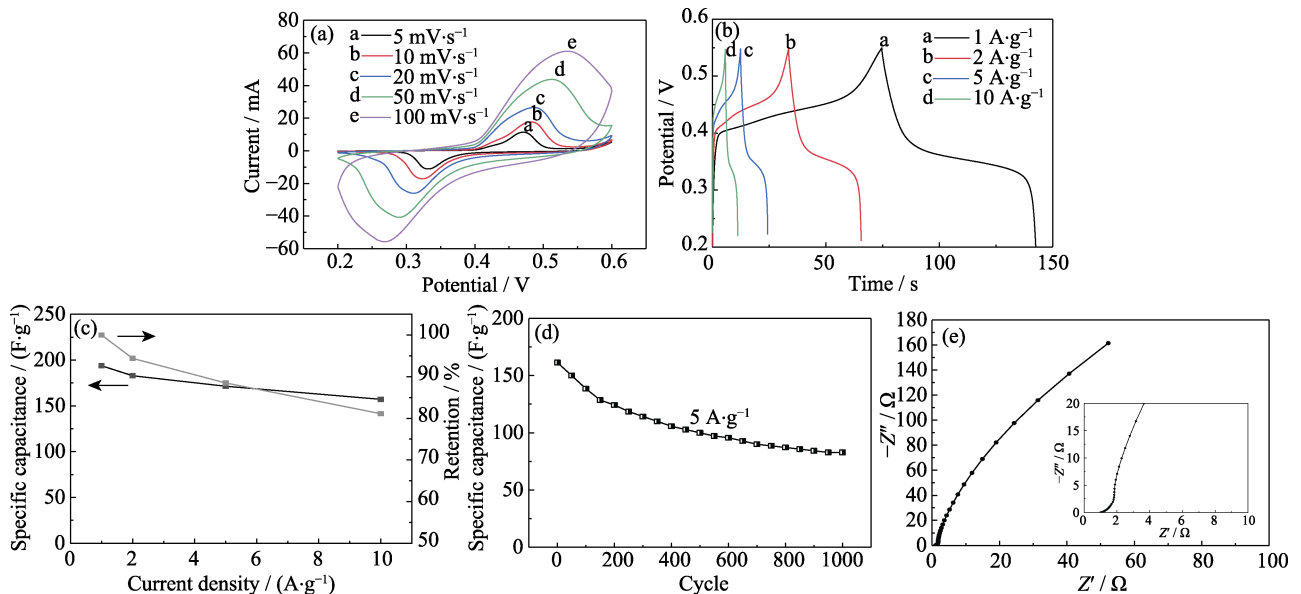 (a)
a 5 mV·s⁻¹
b 10 mV·s⁻¹
c 20 mV·s⁻¹
d 50 mV·s⁻¹
e 100 mV·s⁻¹
e
d
c
b
a
80
60
40
20
0
−20
−40
−60
Current / mA
0.2 0.3 0.4 0.5 0.6
Potential / V
(b)
a 1 A·g⁻¹
b 2 A·g⁻¹
c 5 A·g⁻¹
d 10 A·g⁻¹
d c b a
0.6
0.5
0.4
0.3
0.2
Potential / V
0 50 100 150
Time / s
(c)
250
200
150
100
50
0
Specific capacitance / (F·g⁻¹)
100
90
80
70
60
50
Retention / %
0 2 4 6 8 10
Current density / (A·g⁻¹)
(d)
5 A·g⁻¹
200
150
100
50
0
Specific capacitance / (F·g⁻¹)
0 200 400 600 800 1000
Cycle
(e)
180
160
140
120
100
80
60
40
20
0
−Z″ / Ω
0 20 40 60 80 100
Z′ / Ω
20
15
10
5
0
−Z″ / Ω
0 2 4 6 8 10
Z′ / Ω